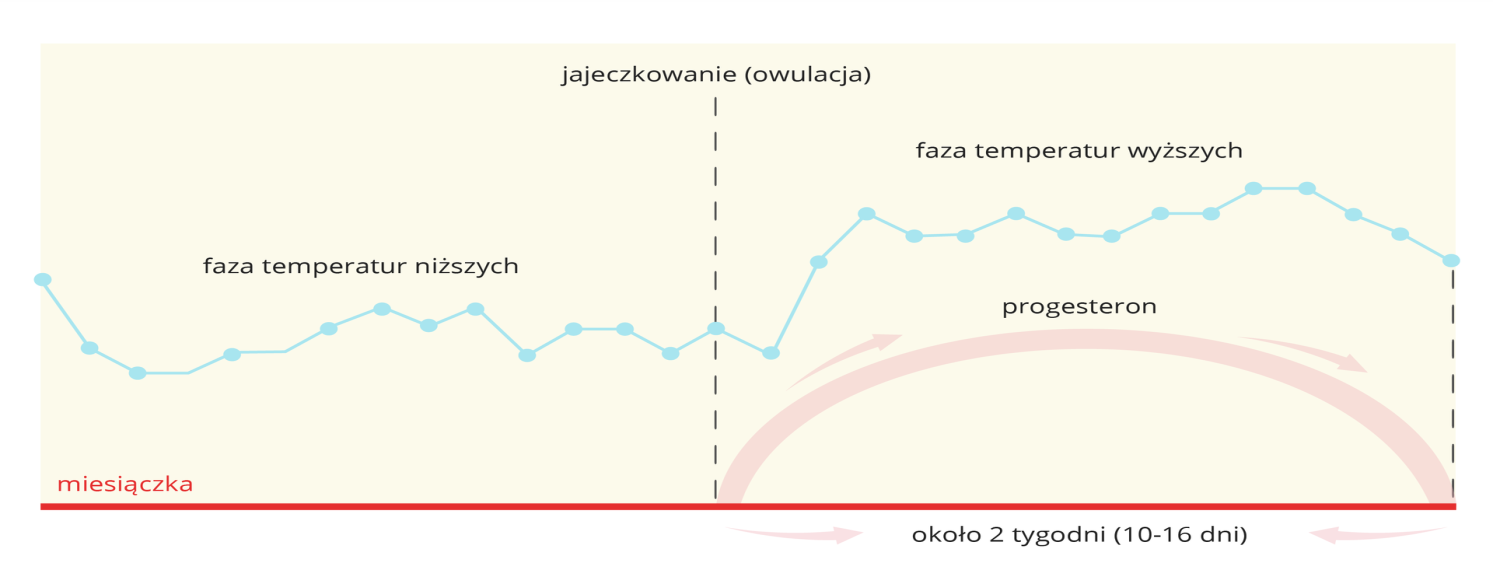 jajeczkowanie (owulacja)
faza temperatur wyższych
faza temperatur niższych
progesteron
miesiączka
około 2 tygodni (10-16 dni)